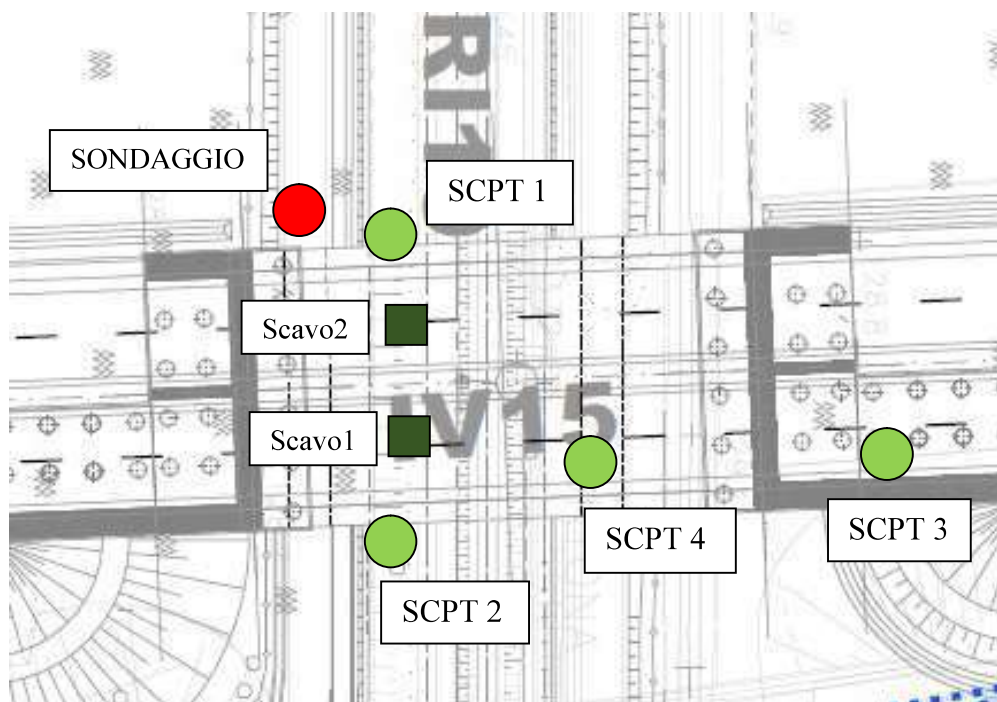 SONDAGGIO
SCPT 1
Scavo2
IV15
Scavo1
SCPT 4
SCPT 3
SCPT 2